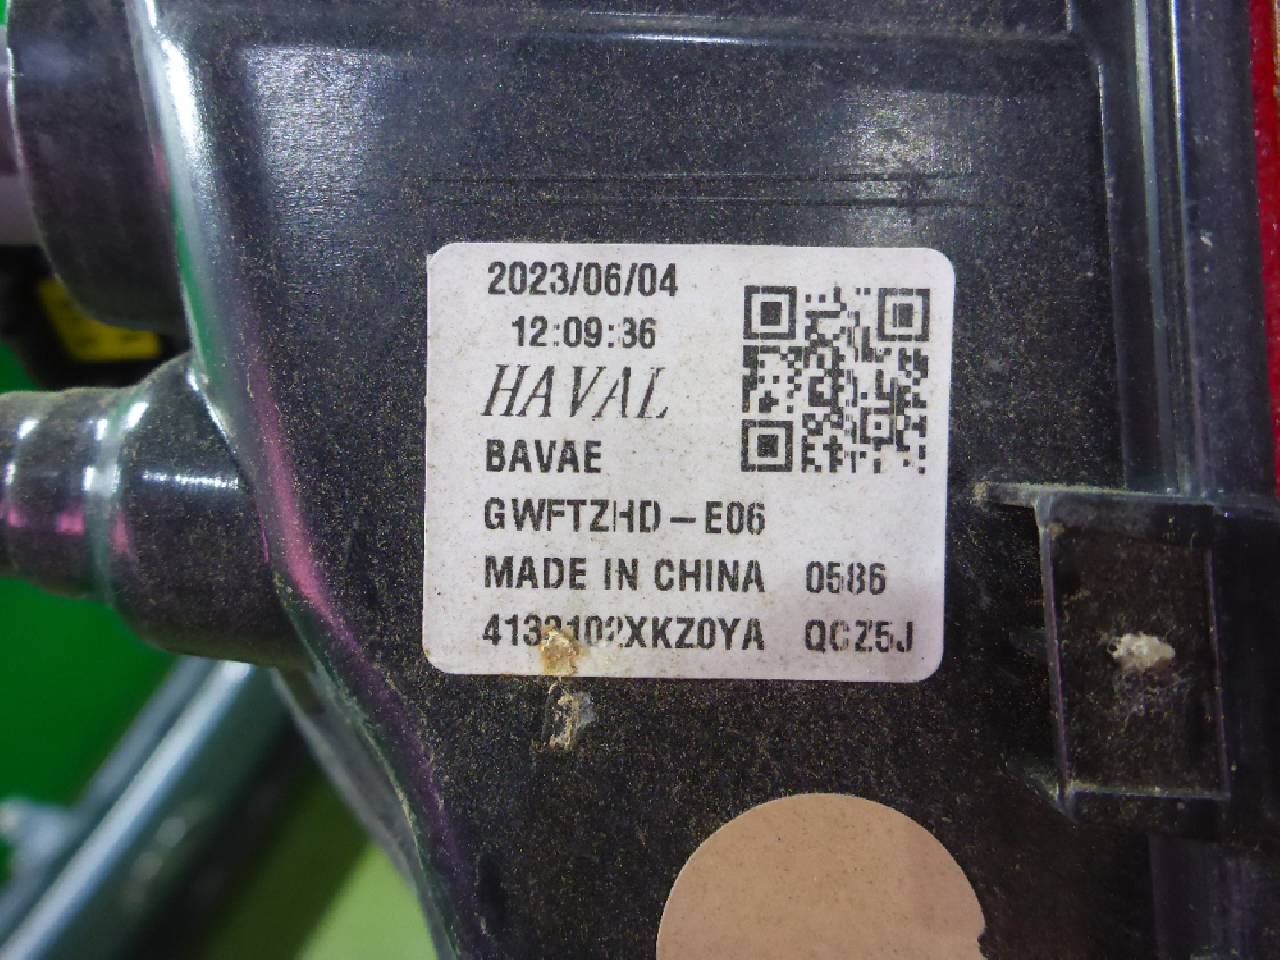 2023/06/04
12:09:36
HAVAL
BAVAE
GWFTZHD-E06
MADE IN CHINA 0586
QCZ5J